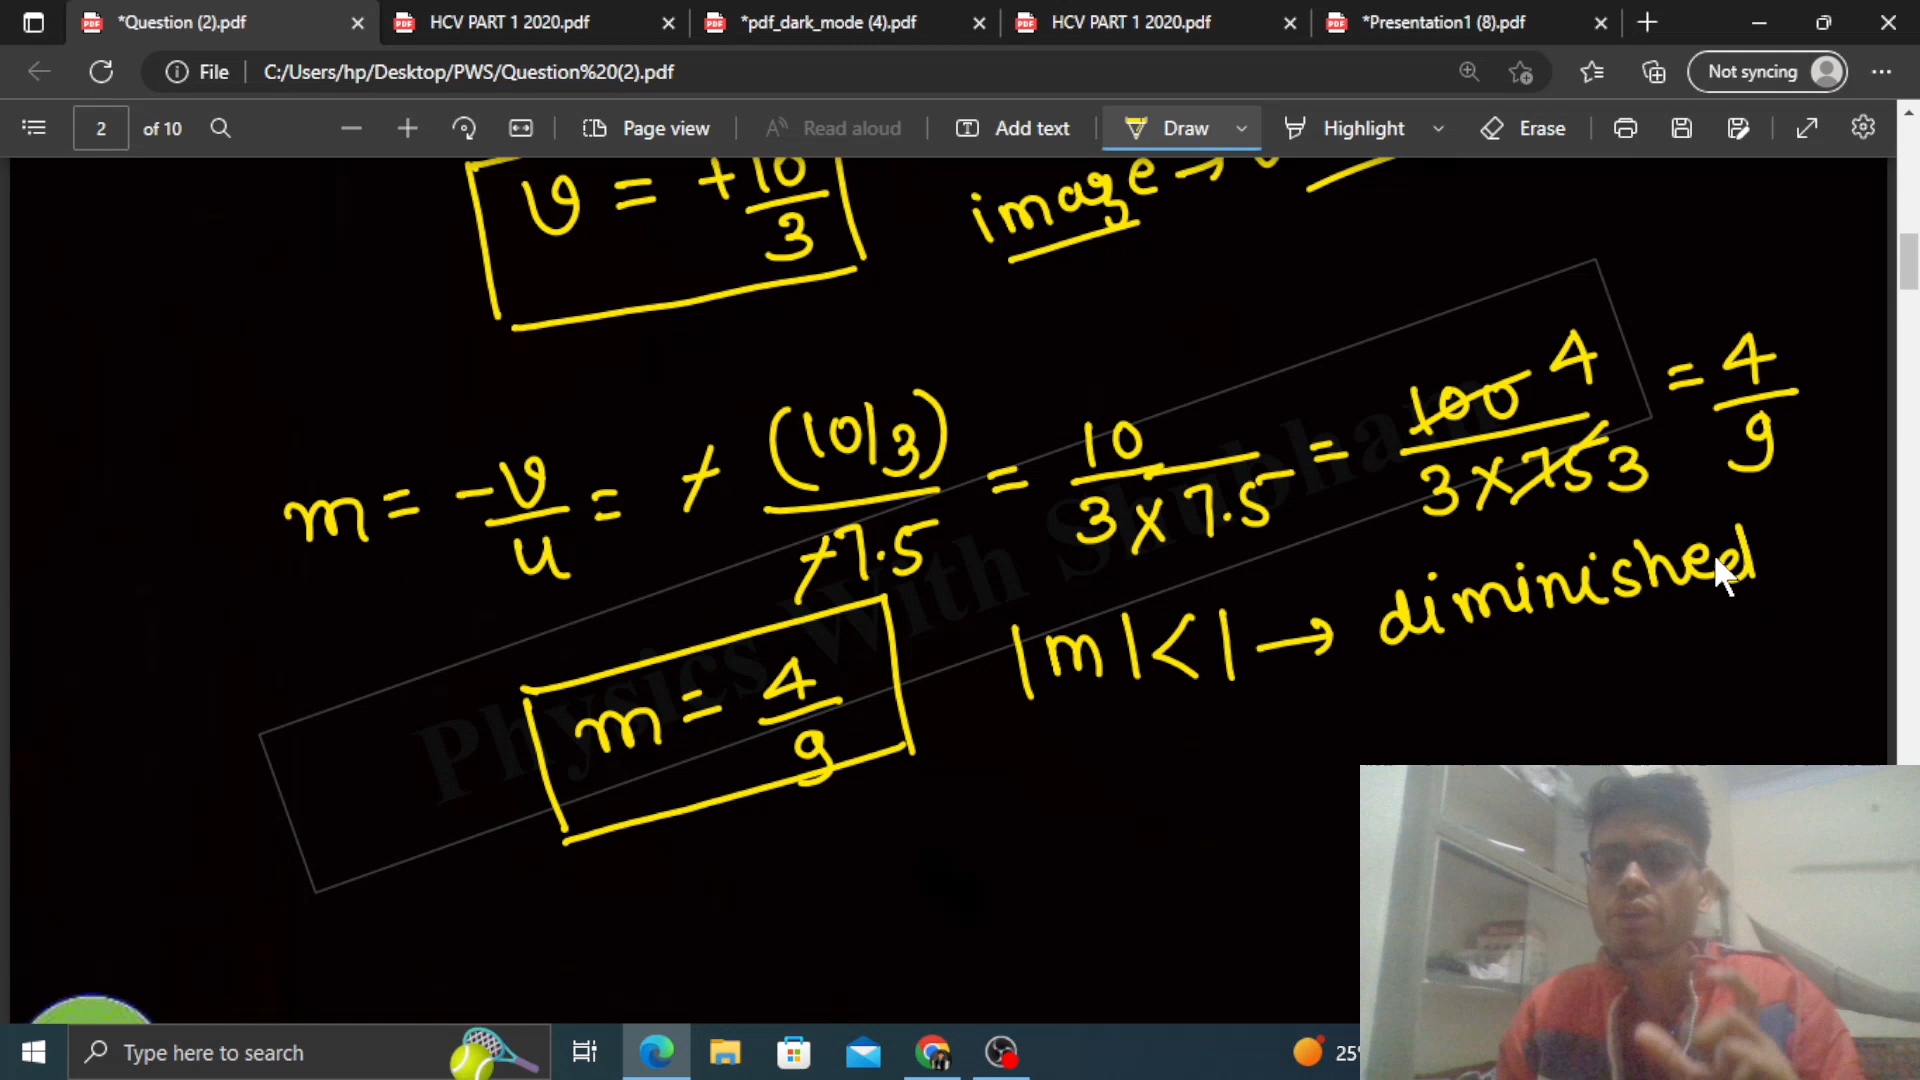 *Question (2).pdf
HCV PART 1 2020.pdf
*pdf_dark_mode (4).pdf
HCV PART 1 2020.pdf
*Presentation1 (8).pdf
File
C:/Users/hp/Desktop/PWS/Question%20(2).pdf
Not syncing
2 of 10
Page view
Read aloud
Add text
Draw
Highlight
Erase
v = +10/3
image →
m = -v/u = - (10/3)/-7.5 = 10/3×7.5 = 100 4/3×75 3 = 4/9
|m| < 1 → diminished
m = 4/9
Physics With Shubham
Type here to search
25°